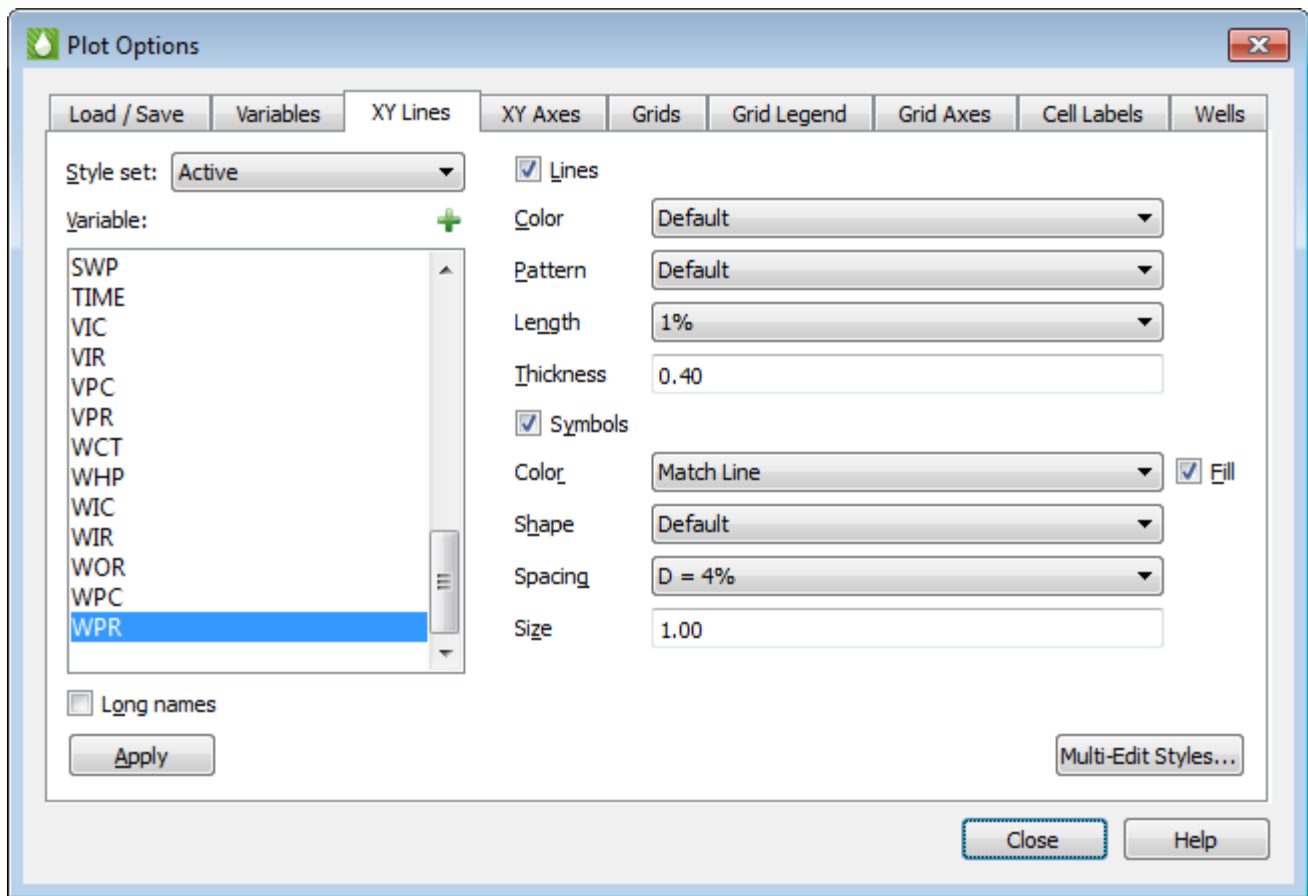 Plot Options
Load / Save
Variables
XY Lines
XY Axes
Grids
Grid Legend
Grid Axes
Cell Labels
Wells
Style set: Active
Variable:
SWP
TIME
VIC
VIR
VPC
VPR
WCT
WHP
WIC
WIR
WOR
WPC
WPR
Long names
Apply
Lines
Color Default
Pattern Default
Length 1%
Thickness 0.40
Symbols
Color Match Line Fill
Shape Default
Spacing D = 4%
Size 1.00
Multi-Edit Styles...
Close
Help